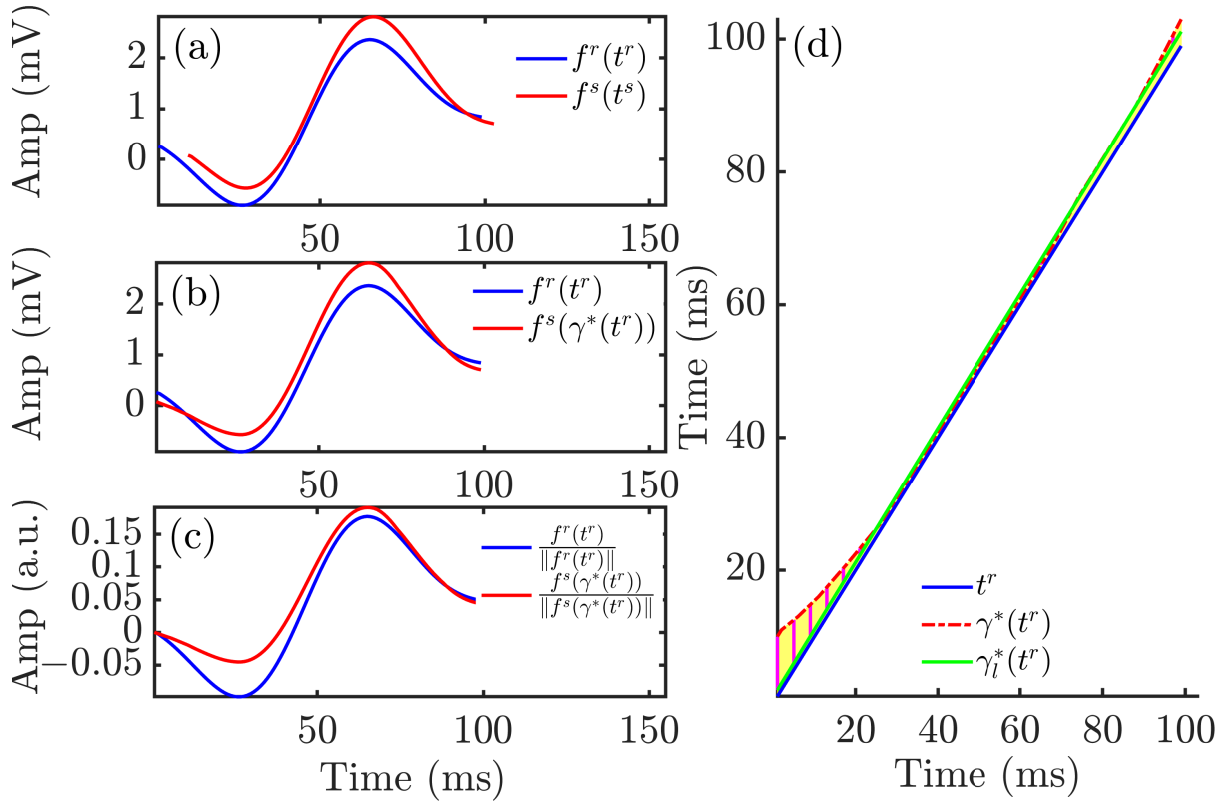 (a)
Amp (mV)
2
1
0
f^r(t^r)
f^s(t^s)
50 100 150
(b)
Amp (mV)
2
1
0
f^r(t^r)
f^s(γ*(t^r))
50 100 150
(c)
Amp (a.u.)
0.15
0.1
0.05
0
−0.05
f^r(t^r)
‖f^r(t^r)‖
f^s(γ*(t^r))
‖f^s(γ*(t^r))‖
50 100 150
Time (ms)
(d)
Time (ms)
100
80
60
40
20
t^r
γ*(t^r)
γ_l*(t^r)
20 40 60 80 100
Time (ms)